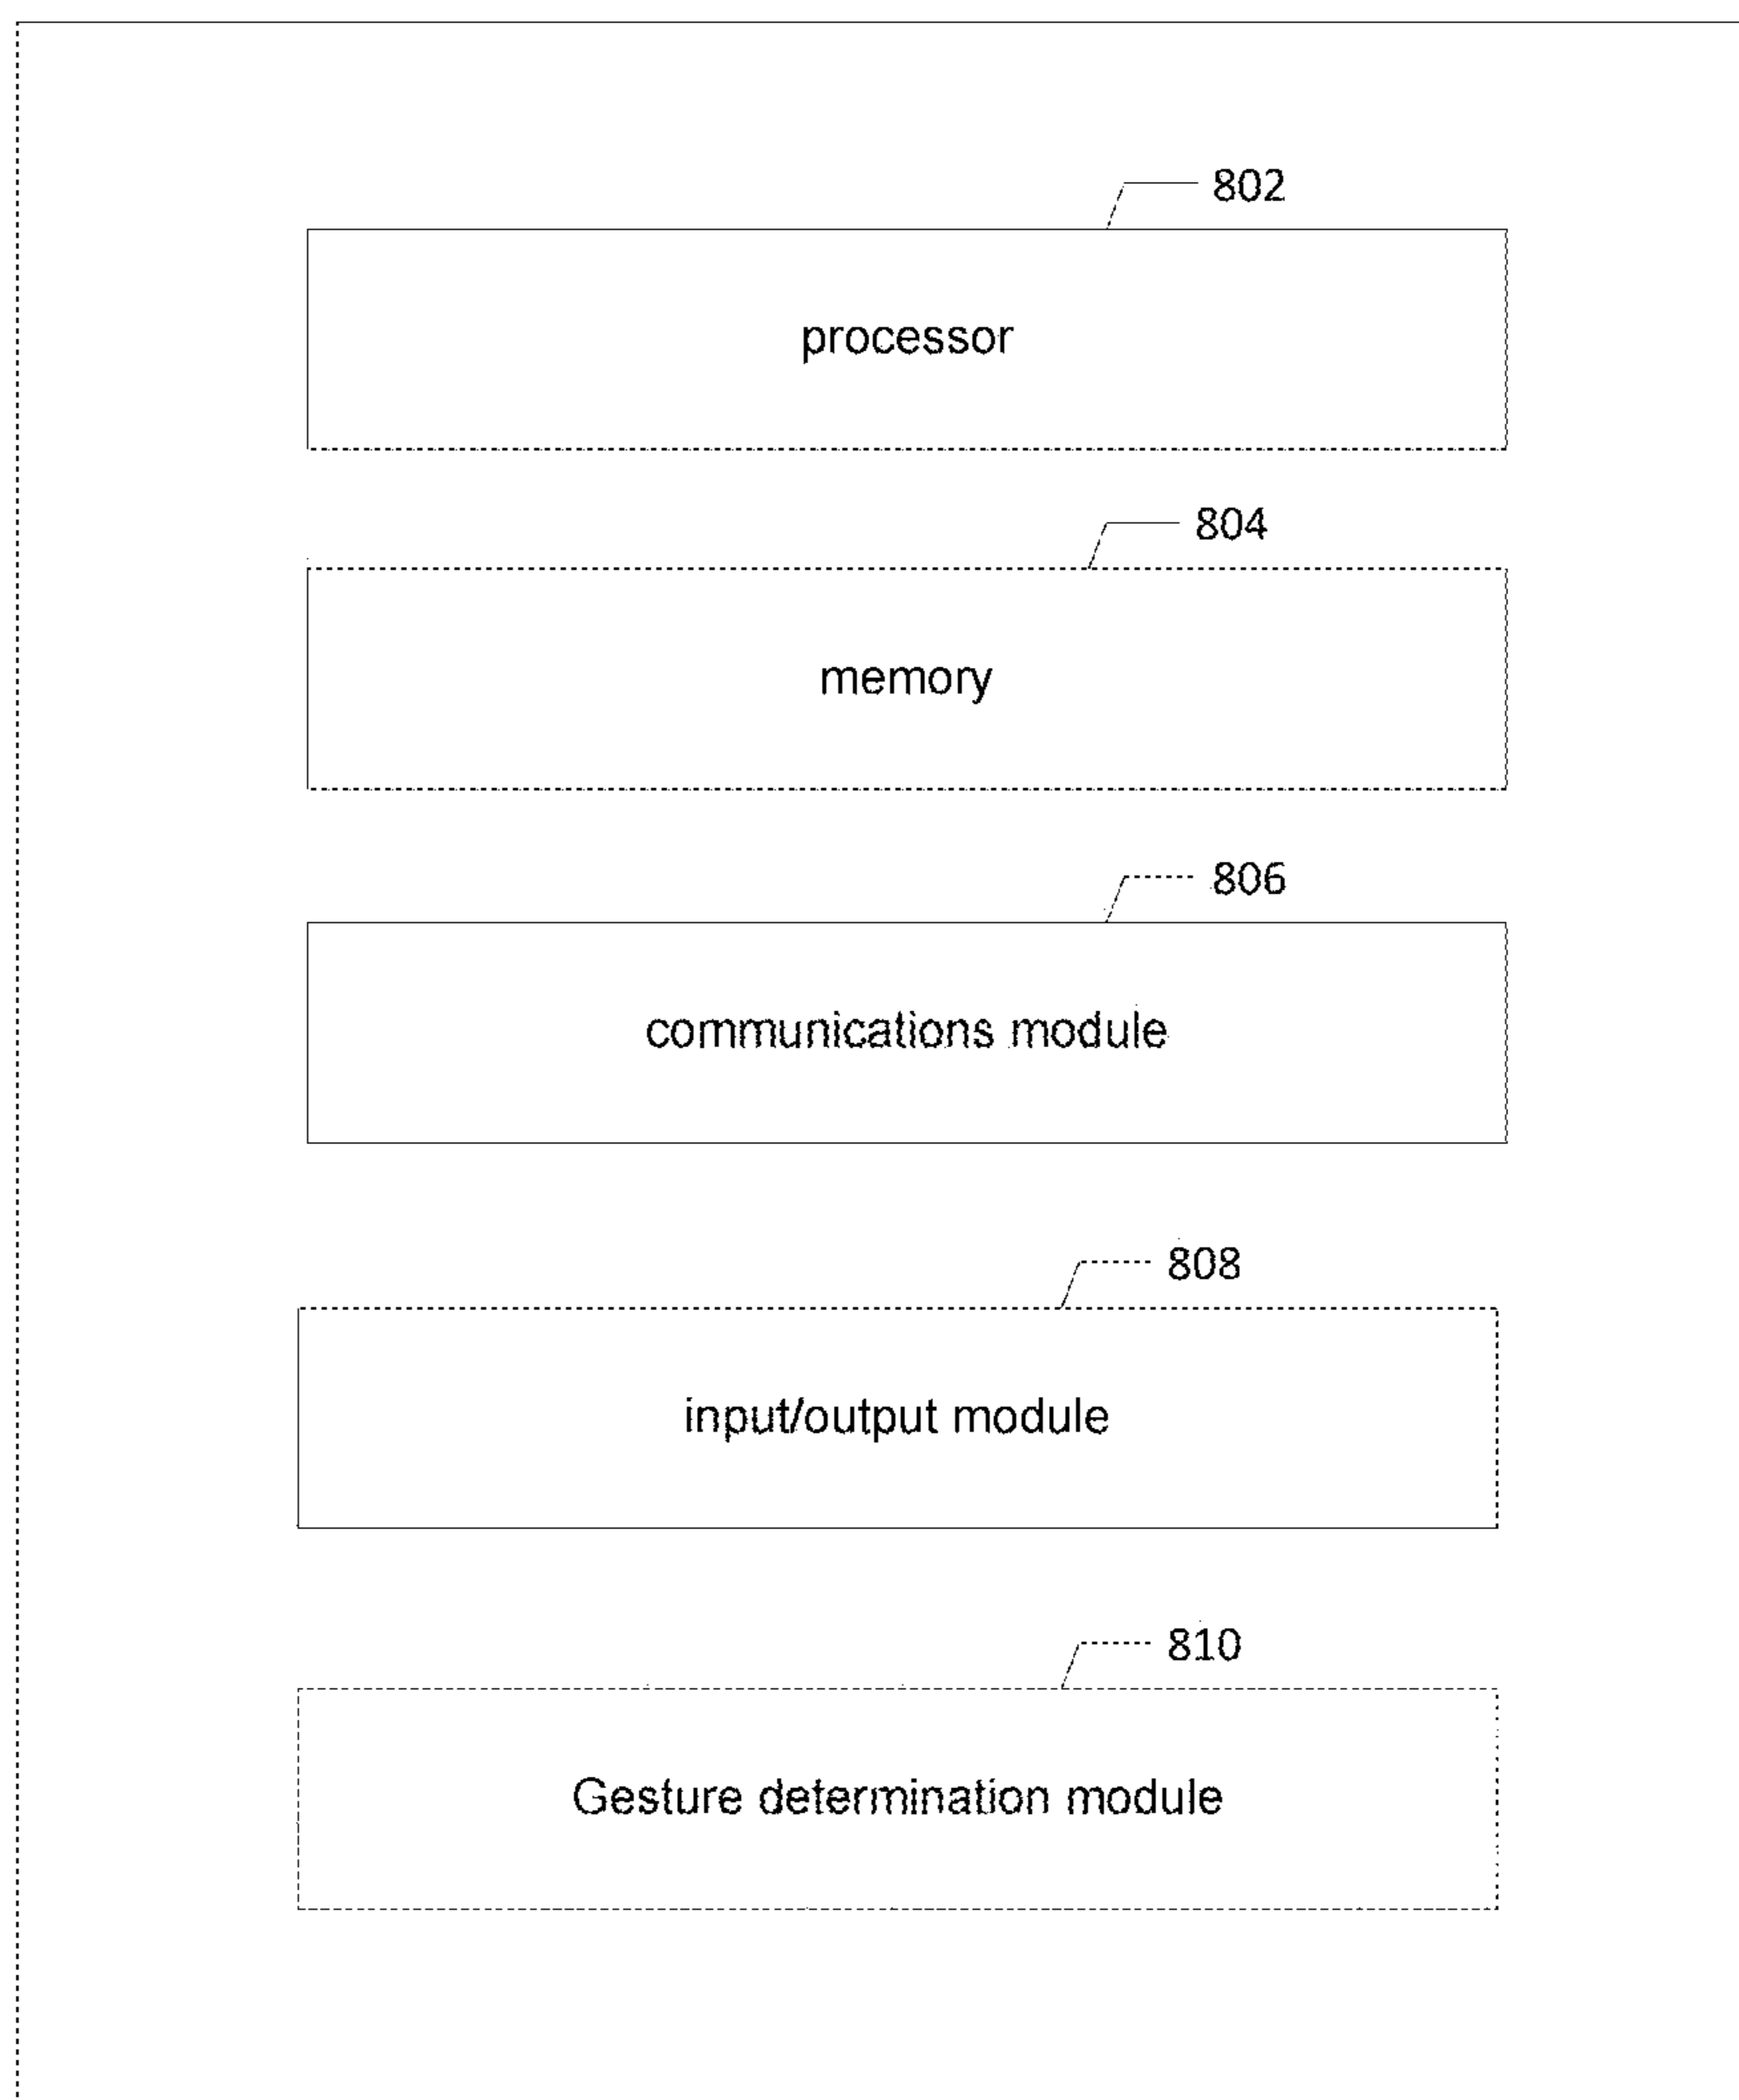 802
processor
804
memory
806
communications module
808
input/output module
810
Gesture determination module